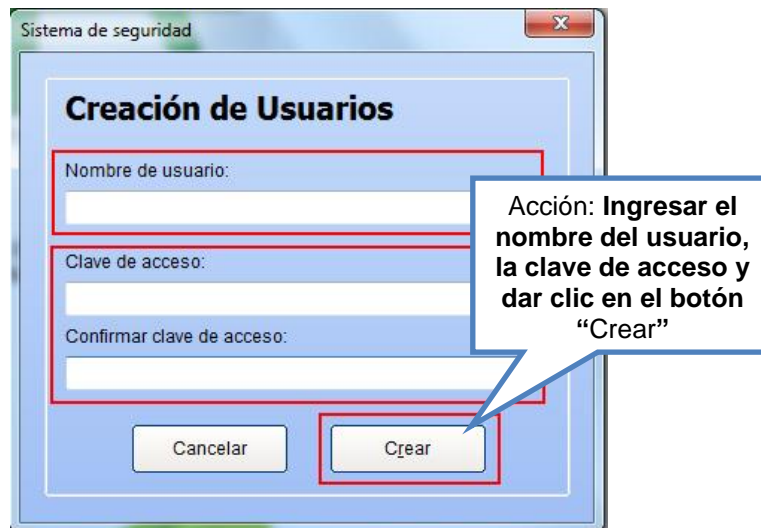 Sistema de seguridad
Creación de Usuarios
Nombre de usuario:
Clave de acceso:
Confirmar clave de acceso:
Cancelar
Crear
Acción: Ingresar el
nombre del usuario,
la clave de acceso y
dar clic en el botón
“Crear”